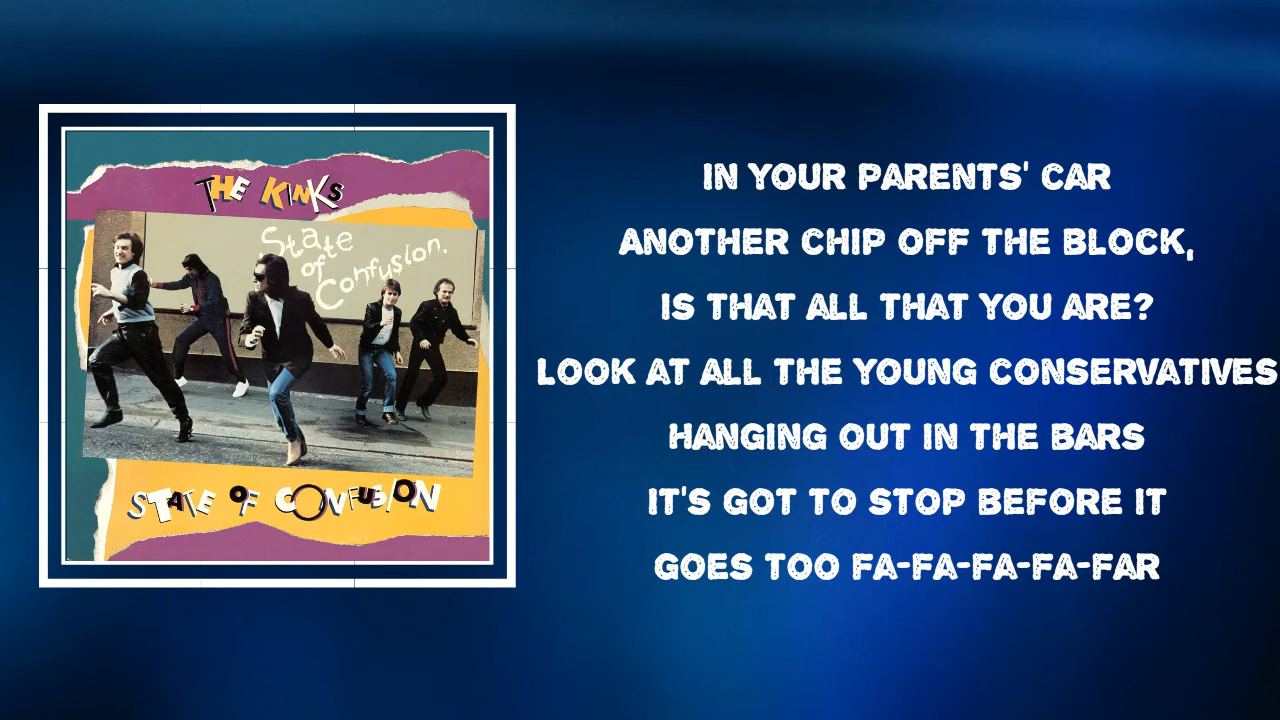 THE KINKS
State
of
Confusion.
STATE OF CONFUSION
IN YOUR PARENTS' CAR
ANOTHER CHIP OFF THE BLOCK,
IS THAT ALL THAT YOU ARE?
LOOK AT ALL THE YOUNG CONSERVATIVES
HANGING OUT IN THE BARS
IT'S GOT TO STOP BEFORE IT
GOES TOO FA-FA-FA-FA-FAR